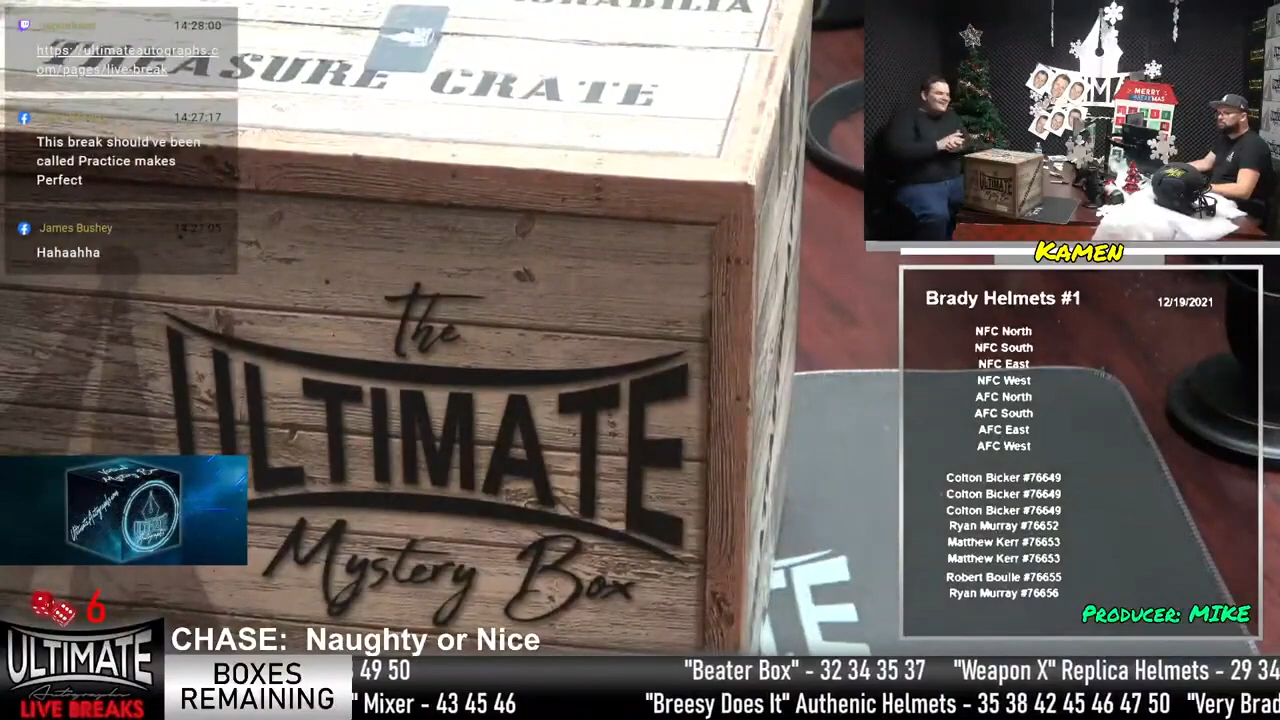 14:28:00
https://ultimateautographs.c
om/pages/live-break
14:27:17
This break should ve been
called Practice makes
Perfect
James Bushey
14:27:05
Hahaahha
TREASURE CRATE
the
ULTIMATE
Mystery Box
MERRY
BREAKMAS
KAMEN
Brady Helmets #1
12/19/2021
NFC North
NFC South
NFC East
NFC West
AFC North
AFC South
AFC East
AFC West
Colton Bicker #76649
Colton Bicker #76649
Colton Bicker #76649
Ryan Murray #76652
Matthew Kerr #76653
Matthew Kerr #76653
Robert Boulle #76655
Ryan Murray #76656
PRODUCER: MIKE
6
CHASE: Naughty or Nice
ULTIMATE
Autographs
LIVE BREAKS
BOXES
REMAINING
49 50 "Beater Box" - 32 34 35 37 "Weapon X" Replica Helmets - 29 34
" Mixer - 43 45 46 "Breesy Does It" Authenic Helmets - 35 38 42 45 46 47 50 "Very Brad